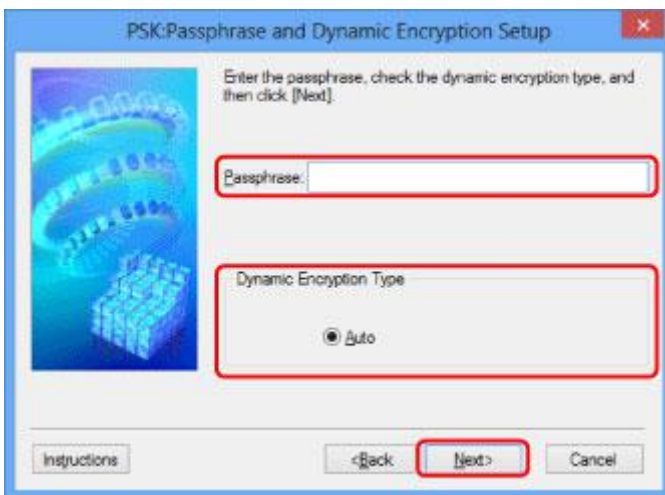 PSK:Passphrase and Dynamic Encryption Setup
Enter the passphrase, check the dynamic encryption type, and
then click [Next].
Passphrase:
Dynamic Encryption Type
Auto
Instructions
<Back
Next>
Cancel